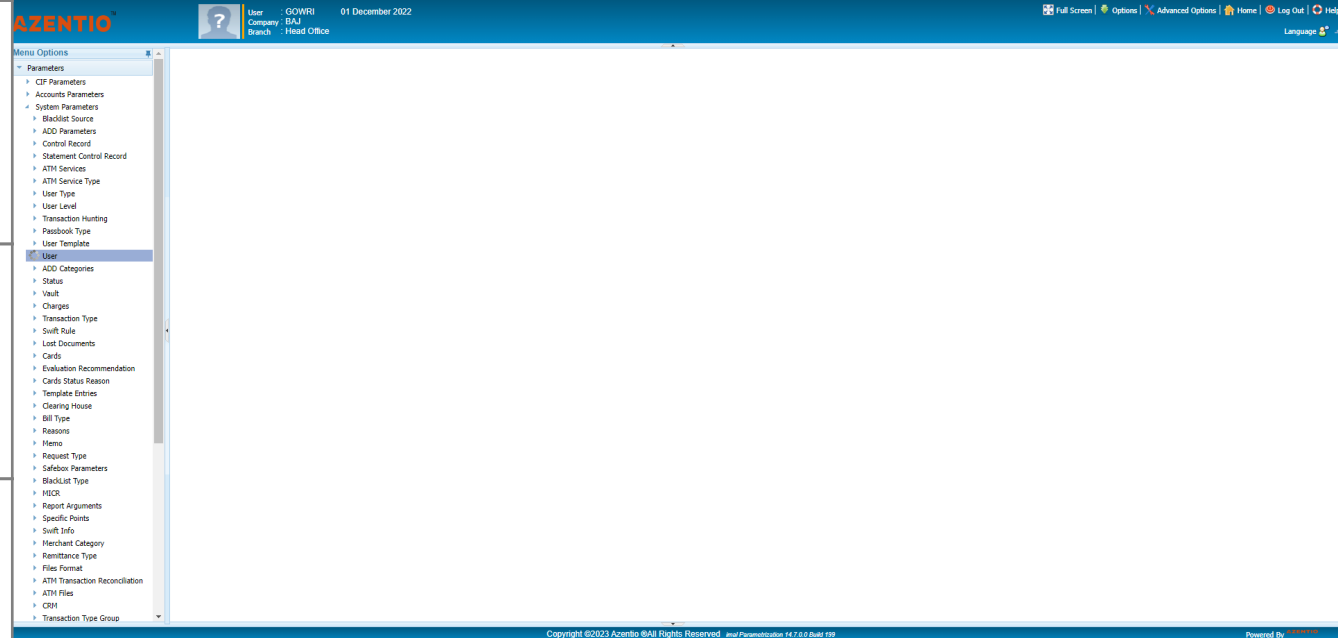 AZENTIO™
User : GOWRI 01 December 2022
Company : BAJ
Branch : Head Office
Full Screen | Options | Advanced Options | Home | Log Out | Help
Language
Menu Options
Parameters
CIF Parameters
Accounts Parameters
System Parameters
Blacklist Source
ADD Parameters
Control Record
Statement Control Record
ATM Services
ATM Service Type
User Type
User Level
Transaction Hunting
Passbook Type
User Template
User
ADD Categories
Status
Vault
Charges
Transaction Type
Swift Rule
Lost Documents
Cards
Evaluation Recommendation
Cards Status Reason
Template Entries
Clearing House
Bill Type
Reasons
Memo
Request Type
Safebox Parameters
BlackList Type
MICR
Report Arguments
Specific Points
Swift Info
Merchant Category
Remittance Type
Files Format
ATM Transaction Reconciliation
ATM Files
CRM
Transaction Type Group
Copyright ©2023 Azentio ®All Rights Reserved imal Parametrization 14.7.0.0 Build 199
Powered By AZENTIO